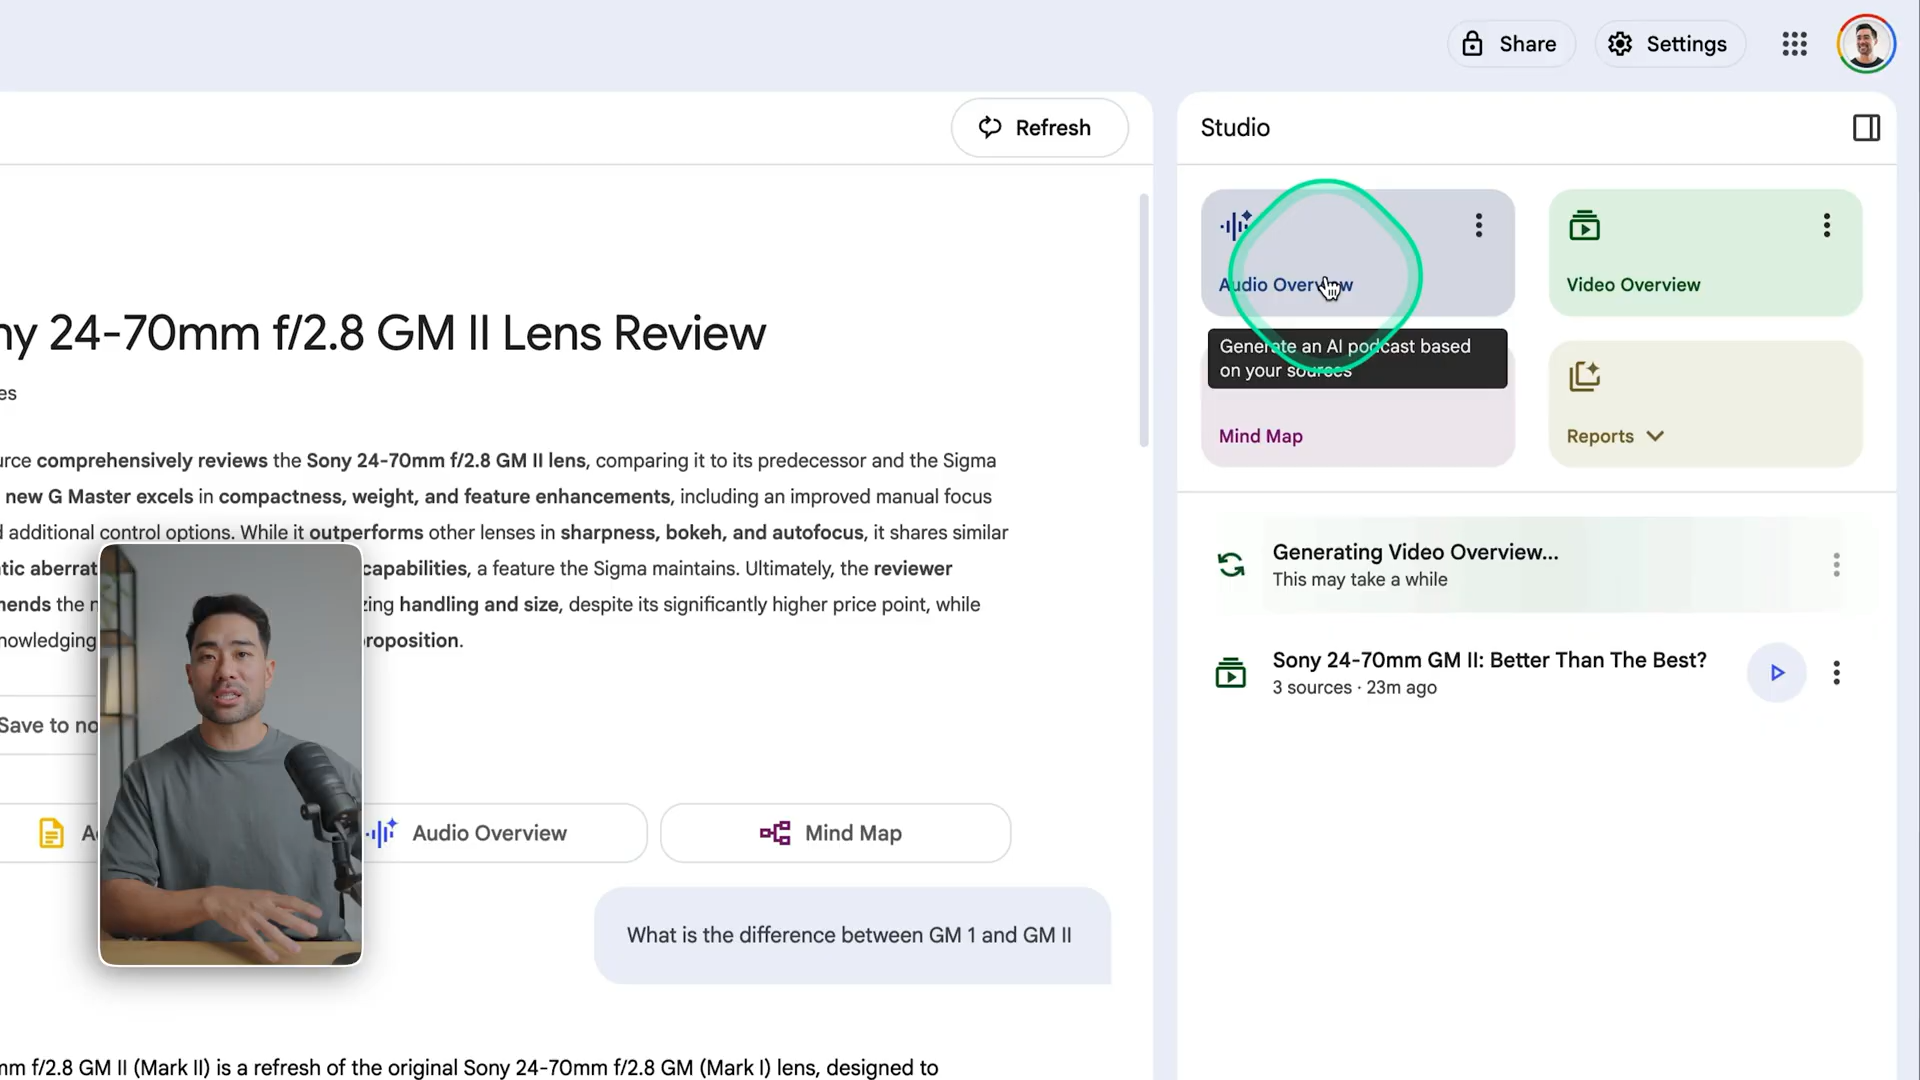 Share
Settings
Refresh
Studio
Audio Overview
Video Overview
Generate an AI podcast based
on your sources
Mind Map
Reports
ny 24-70mm f/2.8 GM II Lens Review
es
urce comprehensively reviews the Sony 24-70mm f/2.8 GM II lens, comparing it to its predecessor and the Sigma
new G Master excels in compactness, weight, and feature enhancements, including an improved manual focus
d additional control options. While it outperforms other lenses in sharpness, bokeh, and autofocus, it shares similar
tic aberrat capabilities, a feature the Sigma maintains. Ultimately, the reviewer
mends the n zing handling and size, despite its significantly higher price point, while
nowledging roposition.
Save to no
Audio Overview
Mind Map
What is the difference between GM 1 and GM II
mm f/2.8 GM II (Mark II) is a refresh of the original Sony 24-70mm f/2.8 GM (Mark I) lens, designed to
Generating Video Overview...
This may take a while
Sony 24-70mm GM II: Better Than The Best?
3 sources · 23m ago